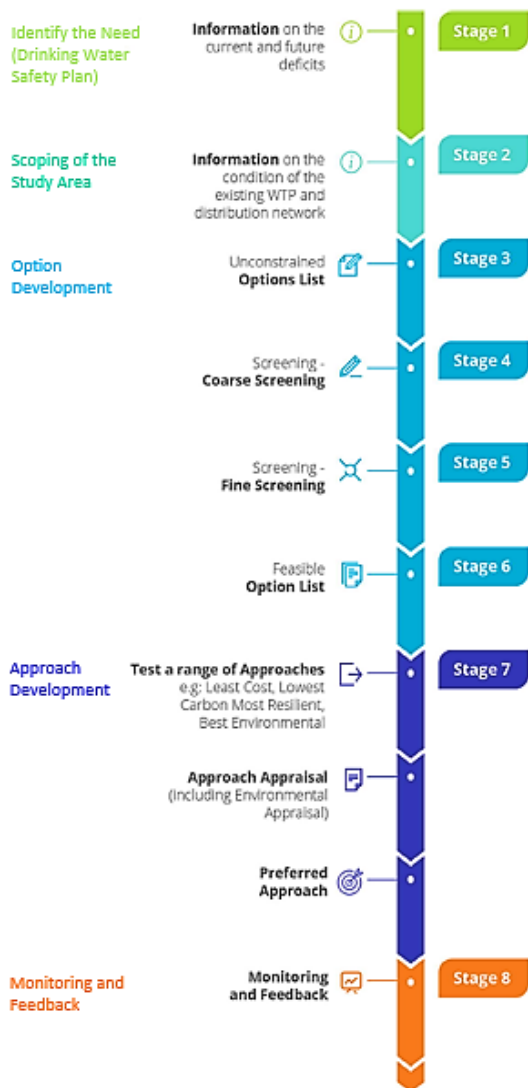 Identify the Need
(Drinking Water
Safety Plan)
Information on the
current and future
deficits
Stage 1
Scoping of the
Study Area
Information on the
condition of the
existing WTP and
distribution network
Stage 2
Option
Development
Unconstrained
Options List
Stage 3
Screening -
Coarse Screening
Stage 4
Screening -
Fine Screening
Stage 5
Feasible
Option List
Stage 6
Approach
Development
Test a range of Approaches
e.g: Least Cost, Lowest
Carbon Most Resilient,
Best Environmental
Stage 7
Approach Appraisal
(including Environmental
Appraisal)
Preferred
Approach
Monitoring and
Feedback
Monitoring
and Feedback
Stage 8